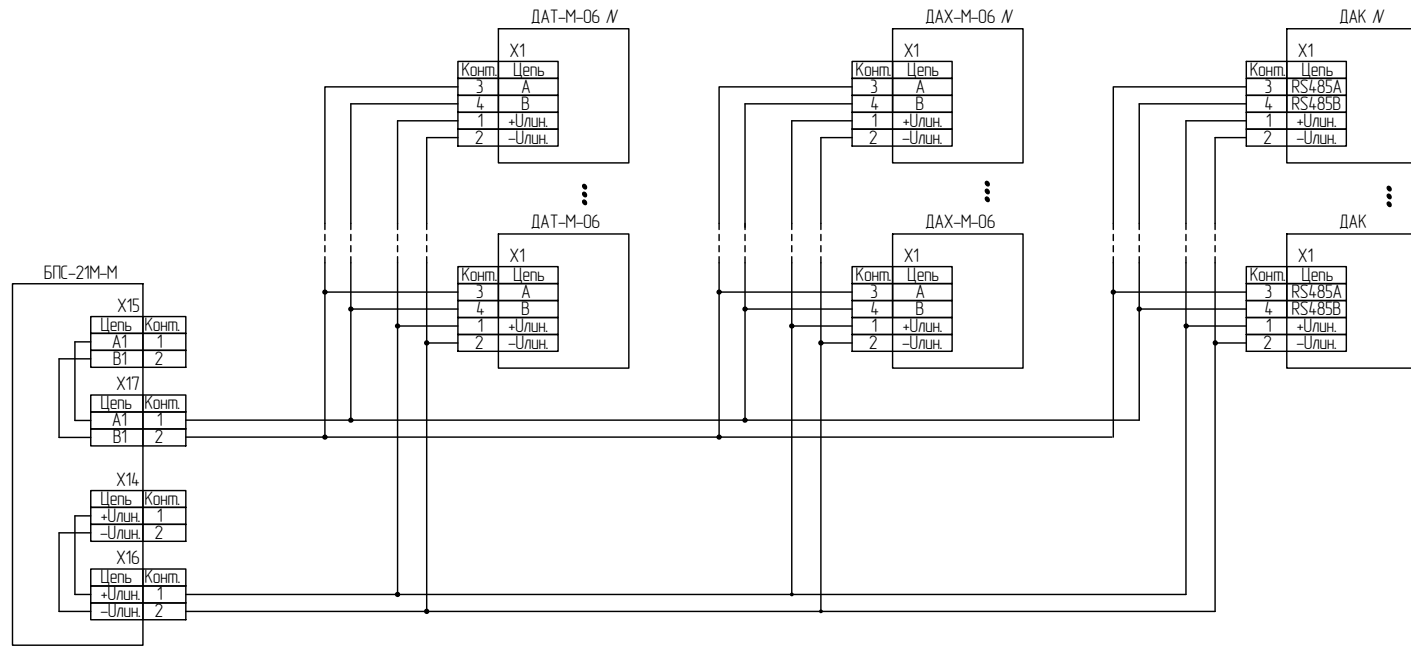 ДАТ-М-06 N
ДАХ-М-06 N
ДАК N
X1
Конт. Цепь
3 A
4 B
1 +Uлин.
2 -Uлин.
X1
Конт. Цепь
3 A
4 B
1 +Uлин.
2 -Uлин.
X1
Конт. Цепь
3 RS485A
4 RS485B
1 +Uлин.
2 -Uлин.
ДАТ-М-06
ДАХ-М-06
ДАК
X1
Конт. Цепь
3 A
4 B
1 +Uлин.
2 -Uлин.
X1
Конт. Цепь
3 A
4 B
1 +Uлин.
2 -Uлин.
X1
Конт. Цепь
3 RS485A
4 RS485B
1 +Uлин.
2 -Uлин.
БПС-21М-М
X15
Цепь Конт.
A1 1
B1 2
X17
Цепь Конт.
A1 1
B1 2
X14
Цепь Конт.
+Uлин. 1
-Uлин. 2
X16
Цепь Конт.
+Uлин. 1
-Uлин. 2